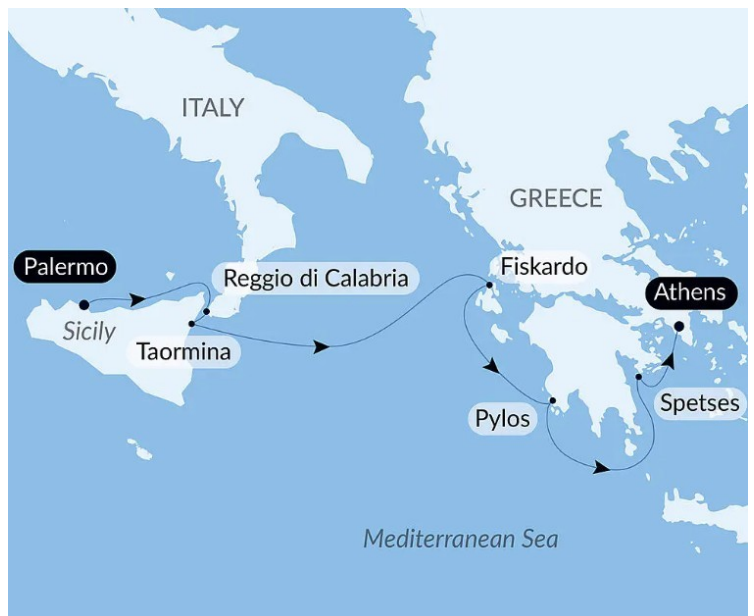 ITALY
GREECE
Palermo
Reggio di Calabria
Fiskardo
Athens
Sicily
Taormina
Pylos
Spetses
Mediterranean Sea